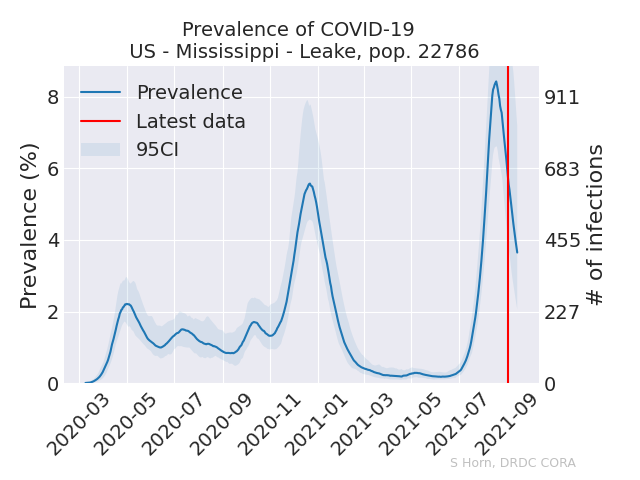 Prevalence of COVID-19
US - Mississippi - Leake, pop. 22786
Prevalence
Latest data
95CI
Prevalence (%)
8
6
4
2
0
911
683
455
227
0
# of infections
2020-03
2020-05
2020-07
2020-09
2020-11
2021-01
2021-03
2021-05
2021-07
2021-09
S Horn, DRDC CORA